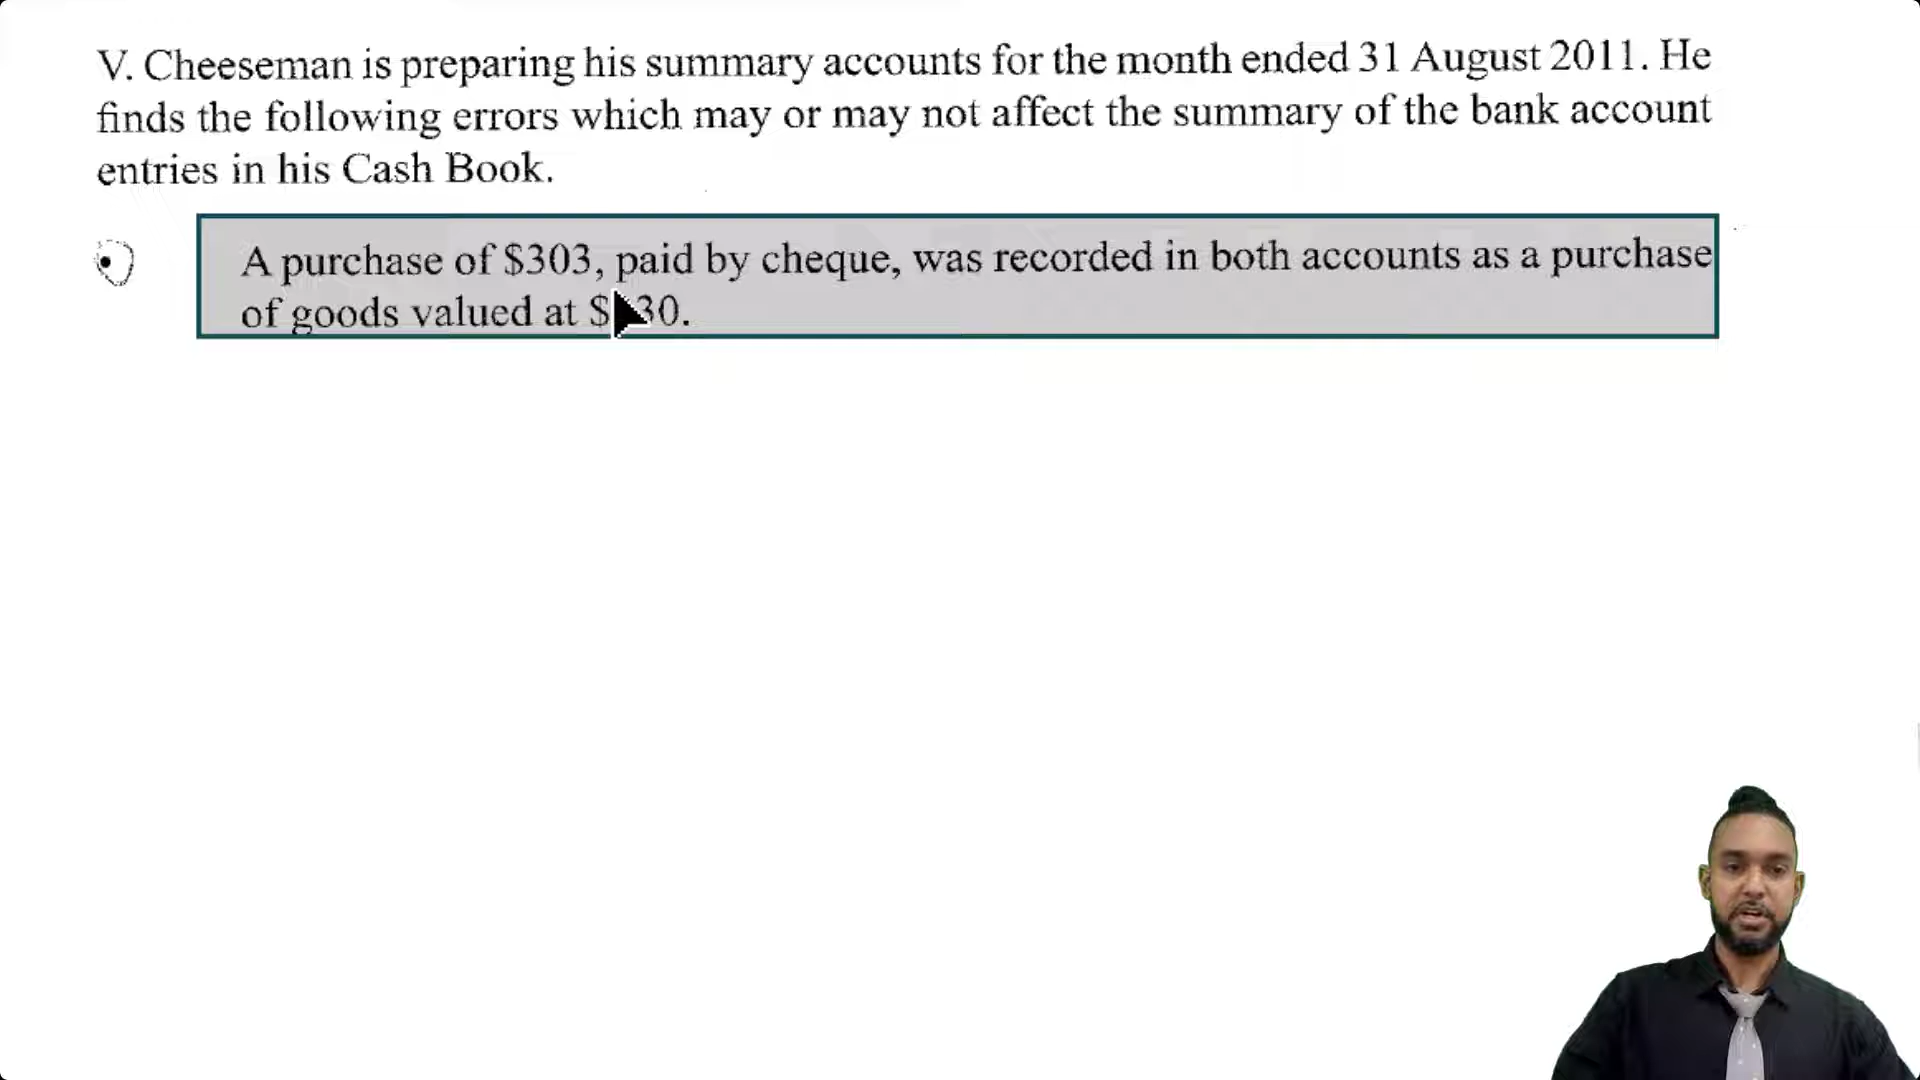 V. Cheeseman is preparing his summary accounts for the month ended 31 August 2011. He
finds the following errors which may or may not affect the summary of the bank account
entries in his Cash Book.
A purchase of $303, paid by cheque, was recorded in both accounts as a purchase
of goods valued at